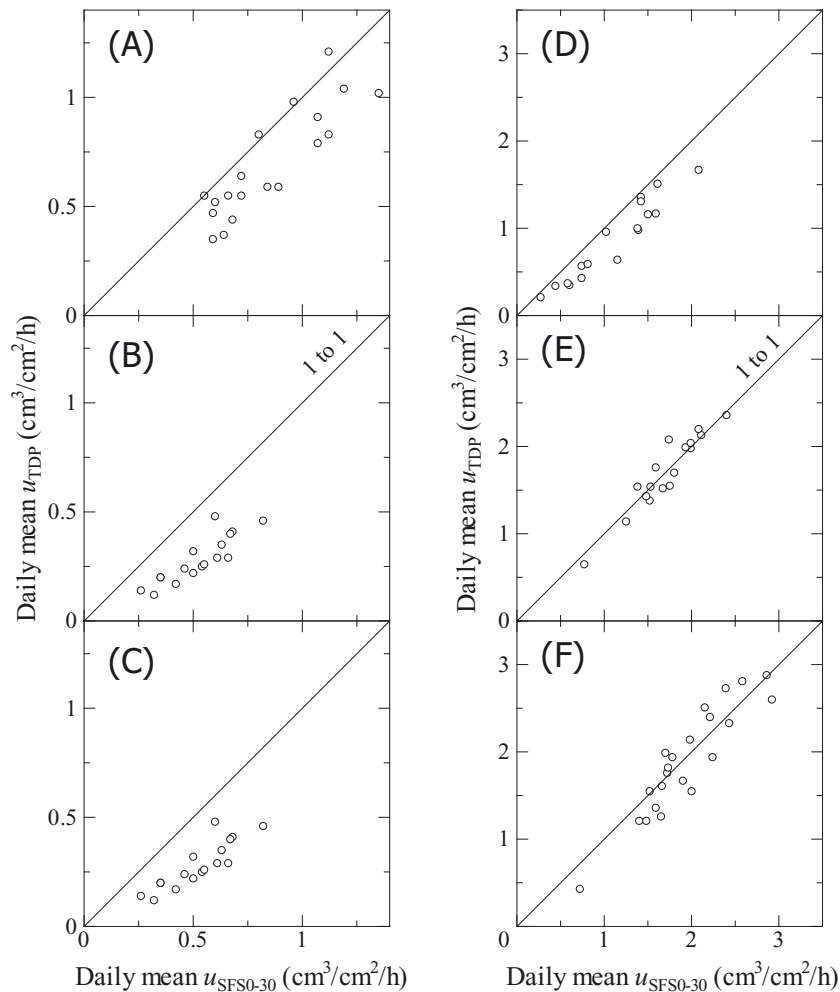 (A)
1
0.5
0
(B)
1 to 1
1
0.5
0
(C)
1
0.5
0
0
0.5
1
Daily mean uTDP (cm³/cm²/h)
Daily mean uSFS0-30 (cm³/cm²/h)
(D)
3
2
1
0
(E)
1 to 1
3
2
1
0
(F)
3
2
1
0
0
1
2
3
Daily mean uTDP (cm³/cm²/h)
Daily mean uSFS0-30 (cm³/cm²/h)